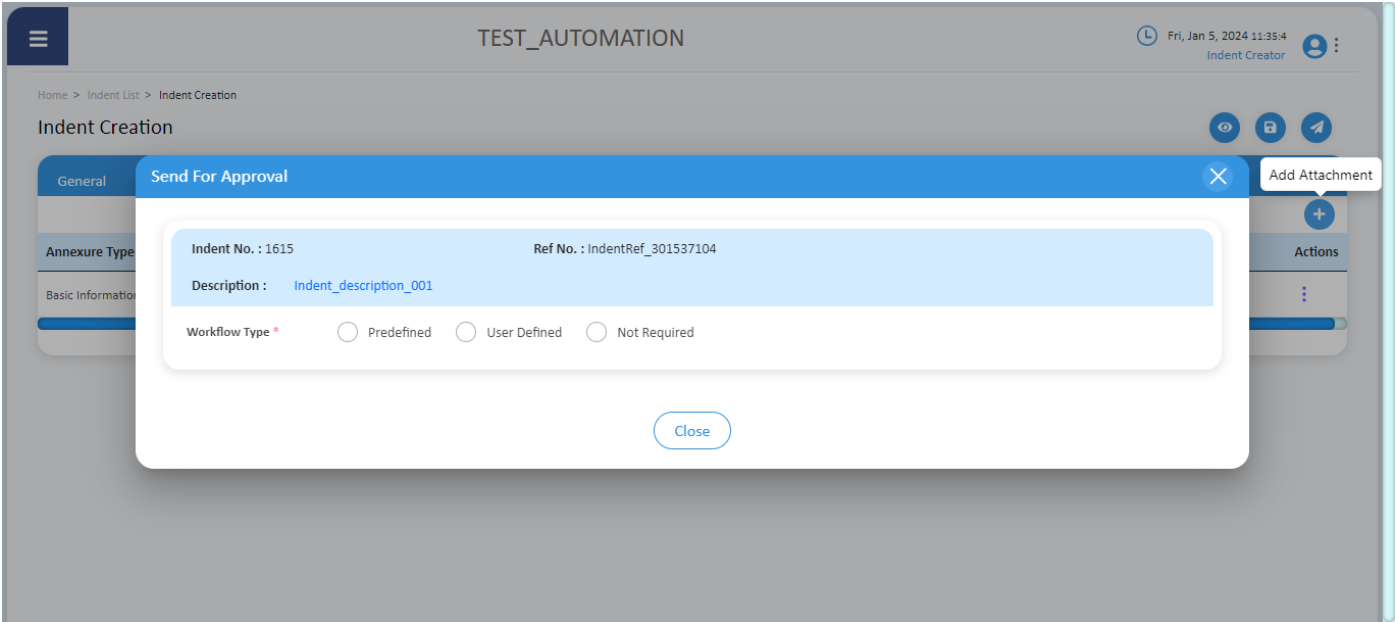 TEST_AUTOMATION
Fri, Jan 5, 2024 11:35:4
Indent Creator
Home > Indent List > Indent Creation
Indent Creation
General
Send For Approval
Add Attachment
Annexure Type
Actions
Indent No. : 1615
Ref No. : IndentRef_301537104
Description : Indent_description_001
Basic Informatio
Workflow Type * Predefined User Defined Not Required
Close